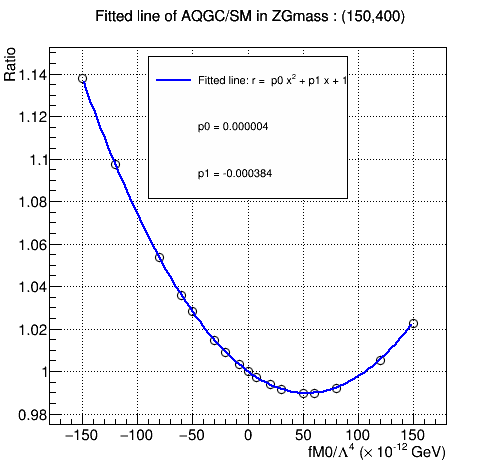 Fitted line of AQGC/SM in ZGmass : (150,400)
Ratio
Fitted line: r = p0 x² + p1 x + 1
p0 = 0.000004
p1 = -0.000384
1.14
1.12
1.1
1.08
1.06
1.04
1.02
1
0.98
−150 −100 −50 0 50 100 150
fM0/Λ⁴ (× 10⁻¹² GeV)